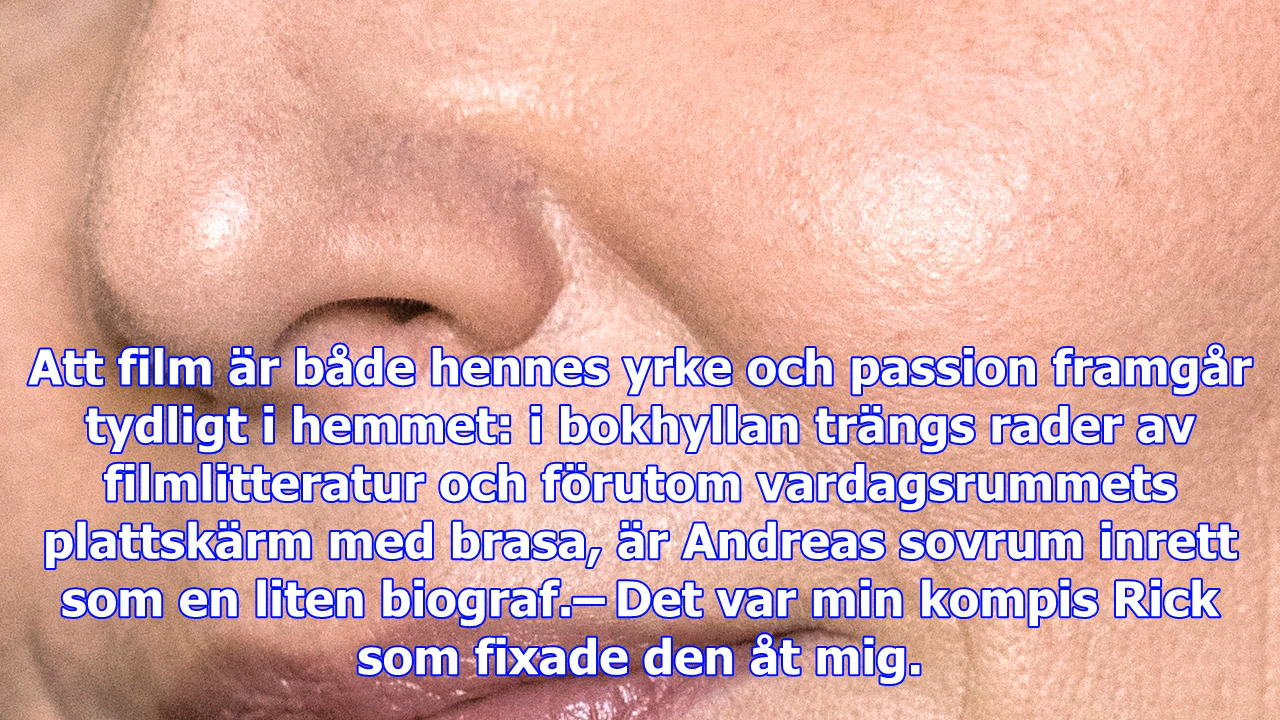 Att film är både hennes yrke och passion framgår
tydligt i hemmet: i bokhyllan trängs rader av
filmlitteratur och förutom vardagsrummets
plattskärm med brasa, är Andreas sovrum inrett
som en liten biograf.– Det var min kompis Rick
som fixade den åt mig.